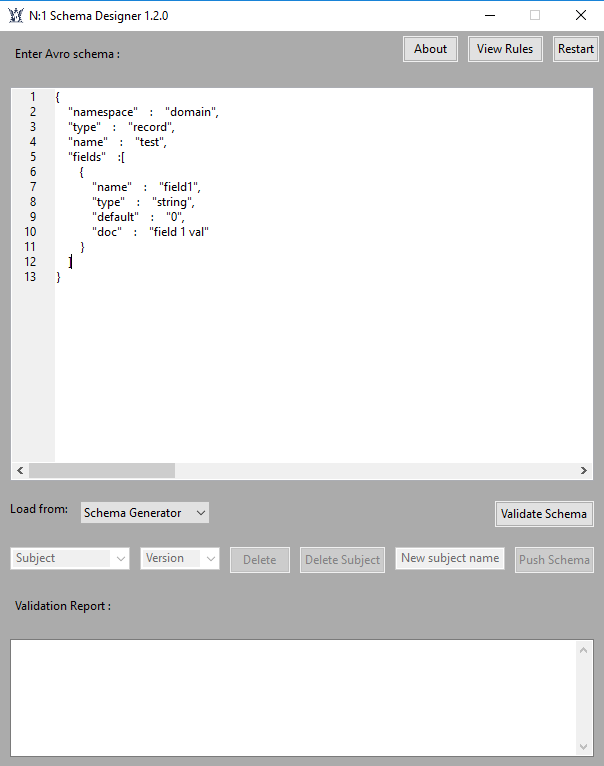 N:1 Schema Designer 1.2.0
Enter Avro schema :
About View Rules Restart
1 {
2 "namespace" : "domain",
3 "type" : "record",
4 "name" : "test",
5 "fields" :[
6 {
7 "name" : "field1",
8 "type" : "string",
9 "default" : "0",
10 "doc" : "field 1 val"
11 }
12 ]
13 }
Load from: Schema Generator Validate Schema
Subject Version Delete Delete Subject New subject name Push Schema
Validation Report :